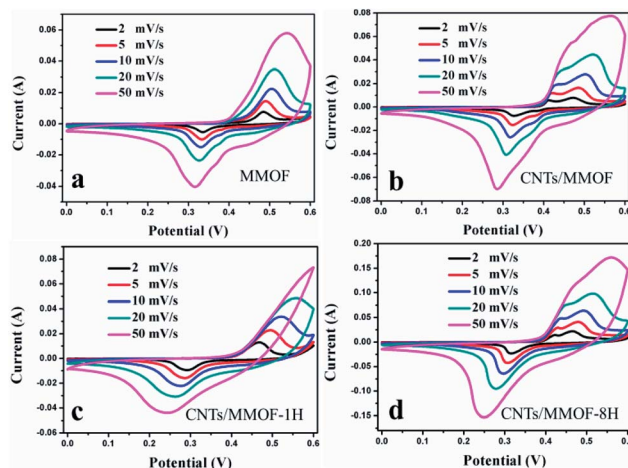 Current (A)
0.06
0.04
0.02
0.00
-0.02
-0.04
2 mV/s
5 mV/s
10 mV/s
20 mV/s
50 mV/s
a
MMOF
0.0 0.1 0.2 0.3 0.4 0.5 0.6
Potential (V)
Current (A)
0.08
0.06
0.04
0.02
0.00
-0.02
-0.04
-0.06
-0.08
2 mV/s
5 mV/s
10 mV/s
20 mV/s
50 mV/s
b
CNTs/MMOF
0.0 0.1 0.2 0.3 0.4 0.5 0.6
Potential (V)
Current (A)
0.08
0.06
0.04
0.02
0.00
-0.02
-0.04
-0.06
2 mV/s
5 mV/s
10 mV/s
20 mV/s
50 mV/s
c
CNTs/MMOF-1H
0.0 0.1 0.2 0.3 0.4 0.5 0.6
Potential (V)
Current (A)
0.20
0.15
0.10
0.05
0.00
-0.05
-0.10
-0.15
2 mV/s
5 mV/s
10 mV/s
20 mV/s
50 mV/s
d
CNTs/MMOF-8H
0.0 0.1 0.2 0.3 0.4 0.5 0.6
Potential (V)